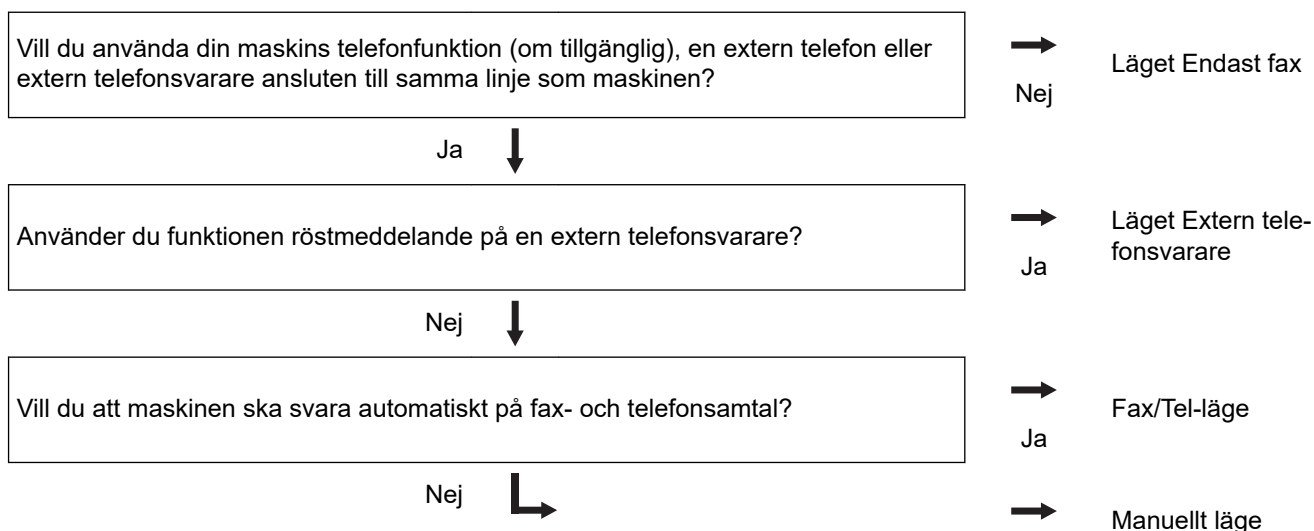 Vill du använda din maskins telefonfunktion (om tillgänglig), en extern telefon eller
extern telefonsvarare ansluten till samma linje som maskinen?
Nej
Läget Endast fax
Ja
Använder du funktionen röstmeddelande på en extern telefonsvarare?
Ja
Läget Extern tele-
fonsvarare
Nej
Vill du att maskinen ska svara automatiskt på fax- och telefonsamtal?
Ja
Fax/Tel-läge
Nej
Manuellt läge